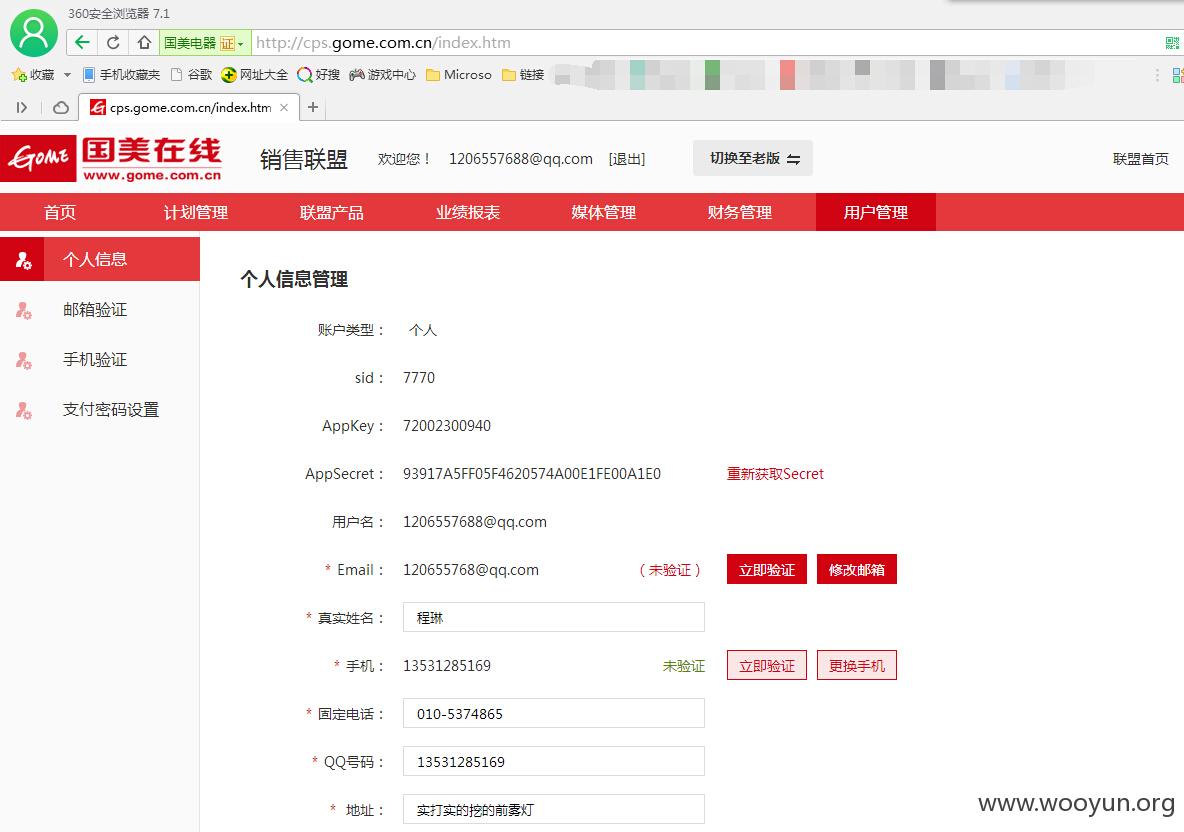 360安全浏览器 7.1
国美电器 证 http://cps.gome.com.cn/index.htm
收藏 手机收藏夹 谷歌 网址大全 好搜 游戏中心 Microso 链接
cps.gome.com.cn/index.htm
GOME 国美在线 www.gome.com.cn 销售联盟 欢迎您！ 1206557688@qq.com [退出] 切换至老版 联盟首页
首页 计划管理 联盟产品 业绩报表 媒体管理 财务管理 用户管理
个人信息
邮箱验证
手机验证
支付密码设置
个人信息管理
账户类型： 个人
sid： 7770
AppKey： 72002300940
AppSecret： 93917A5FF05F4620574A00E1FE00A1E0 重新获取Secret
用户名： 1206557688@qq.com
* Email： 120655768@qq.com （未验证） 立即验证 修改邮箱
* 真实姓名： 程琳
* 手机： 13531285169 未验证 立即验证 更换手机
* 固定电话： 010-5374865
* QQ号码： 13531285169
* 地址： 实打实的挖的前雾灯
www.wooyun.org